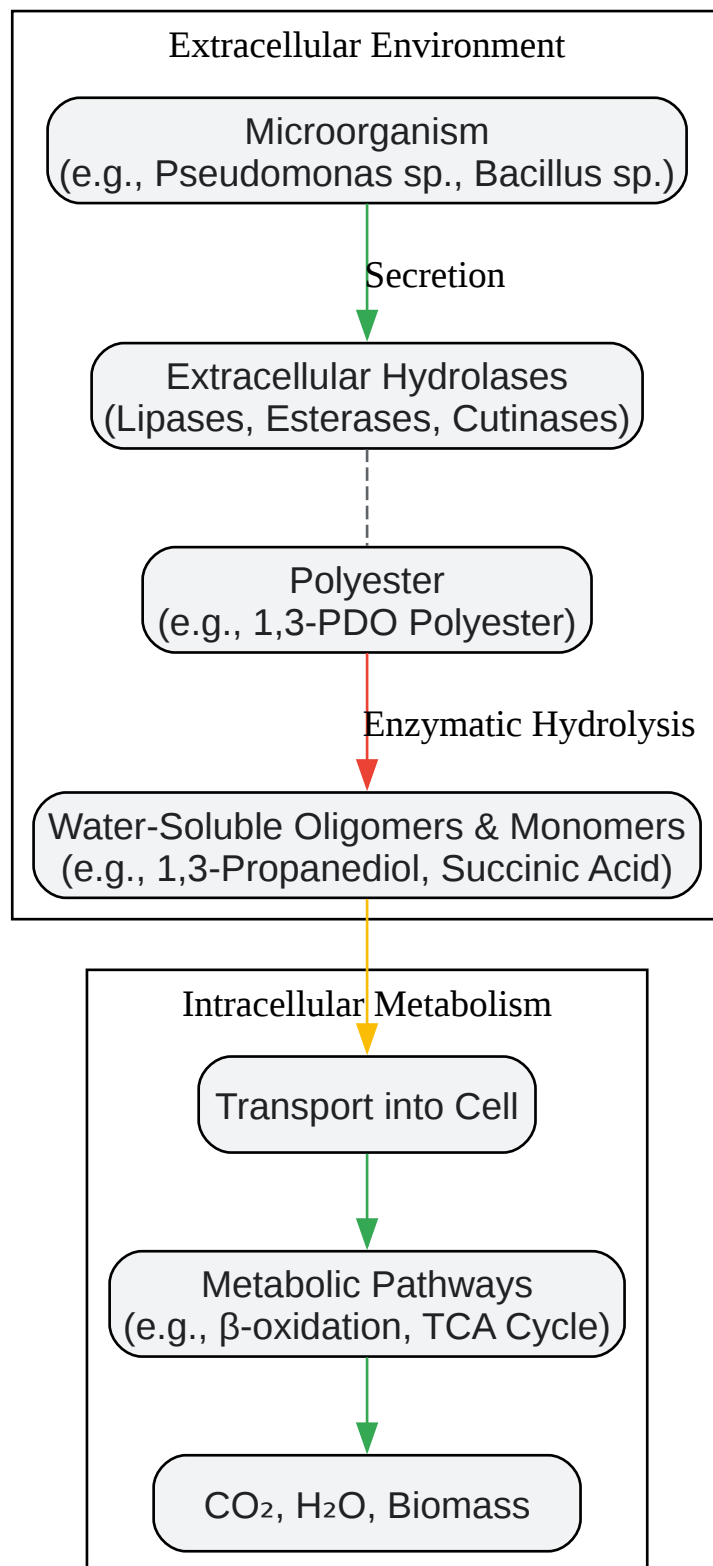 Extracellular Environment
Microorganism
(e.g., Pseudomonas sp., Bacillus sp.)
Secretion
Extracellular Hydrolases
(Lipases, Esterases, Cutinases)
Polyester
(e.g., 1,3-PDO Polyester)
Enzymatic Hydrolysis
Water-Soluble Oligomers & Monomers
(e.g., 1,3-Propanediol, Succinic Acid)
Intracellular Metabolism
Transport into Cell
Metabolic Pathways
(e.g., β-oxidation, TCA Cycle)
CO₂, H₂O, Biomass